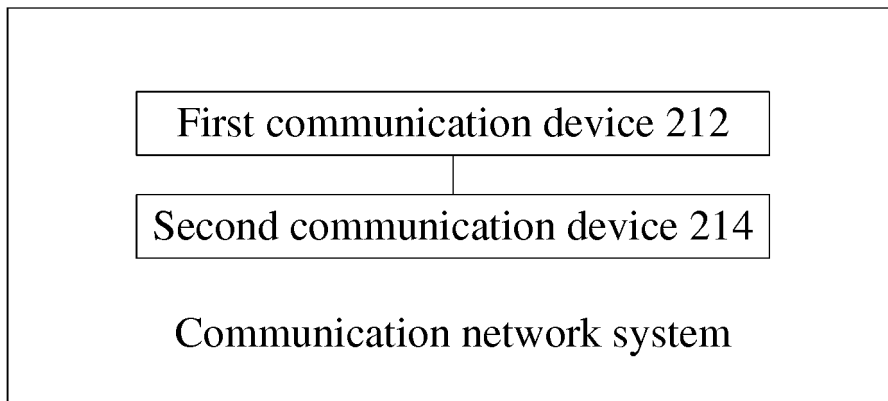 First communication device 212
Second communication device 214
Communication network system